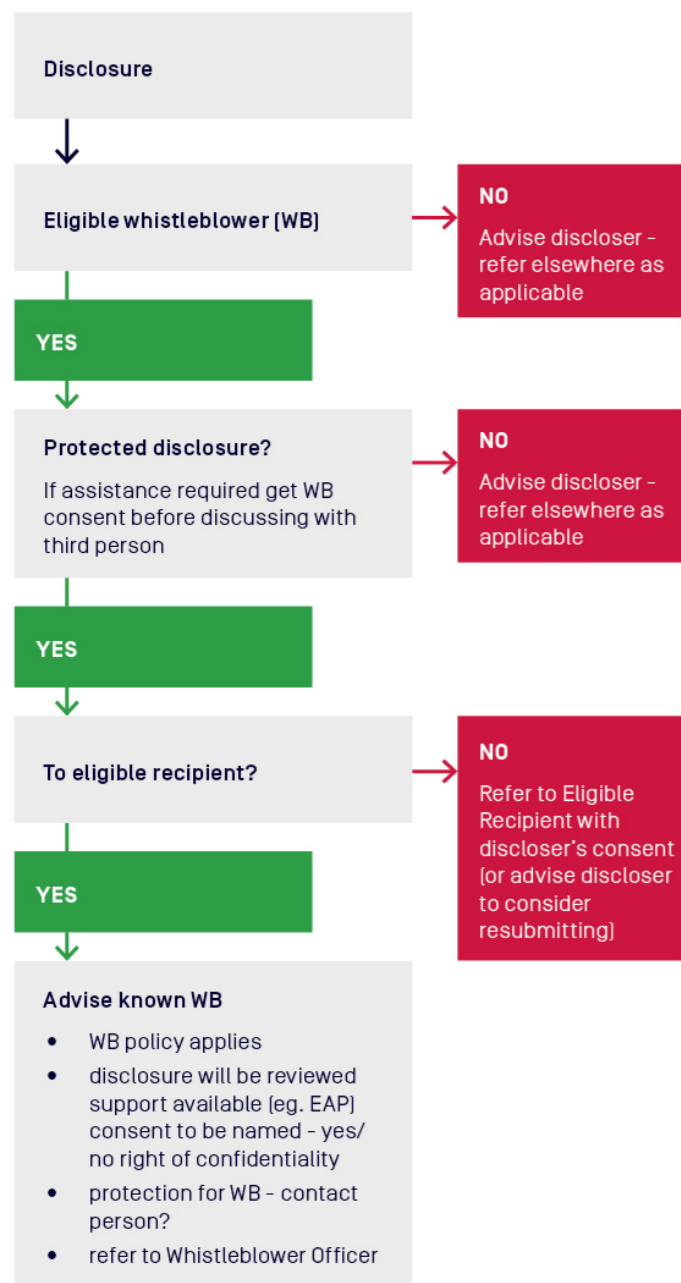 Disclosure
Eligible whistleblower (WB)
NO
Advise discloser -
refer elsewhere as
applicable
YES
Protected disclosure?
If assistance required get WB
consent before discussing with
third person
NO
Advise discloser -
refer elsewhere as
applicable
YES
To eligible recipient?
NO
Refer to Eligible
Recipient with
discloser's consent
(or advise discloser
to consider
resubmitting)
YES
Advise known WB
• WB policy applies
• disclosure will be reviewed
support available (eg. EAP)
consent to be named - yes/
no right of confidentiality
• protection for WB - contact
person?
• refer to Whistleblower Officer